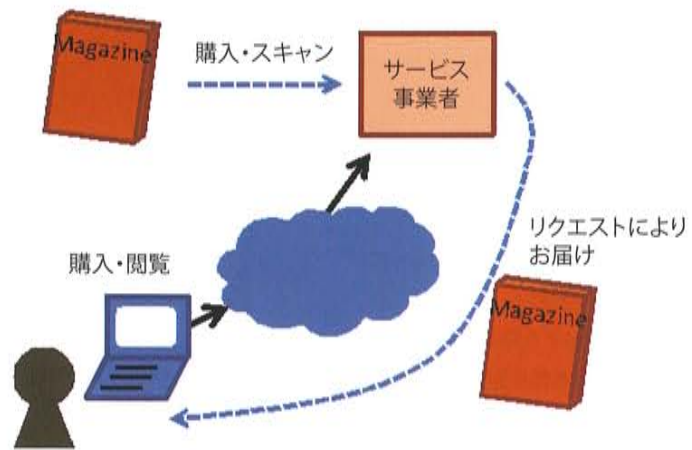 Magazine
購入・スキャン
サービス
事業者
リクエストにより
お届け
購入・閲覧
Magazine